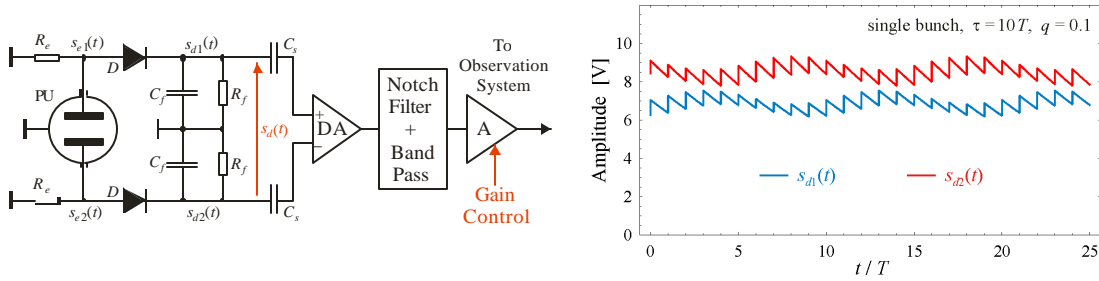 R_e
s_e1(t)
D
s_d1(t)
C_s
PU
C_f
R_f
s_d(t)
+
−
DA
C_f
R_f
R_e
s_e2(t)
D
s_d2(t)
C_s
Notch
Filter
+
Band
Pass
To
Observation
System
A
Gain
Control
single bunch, τ = 10 T, q = 0.1
Amplitude [V]
10
8
6
4
2
0
s_d1(t)
s_d2(t)
0 5 10 15 20 25
t / T